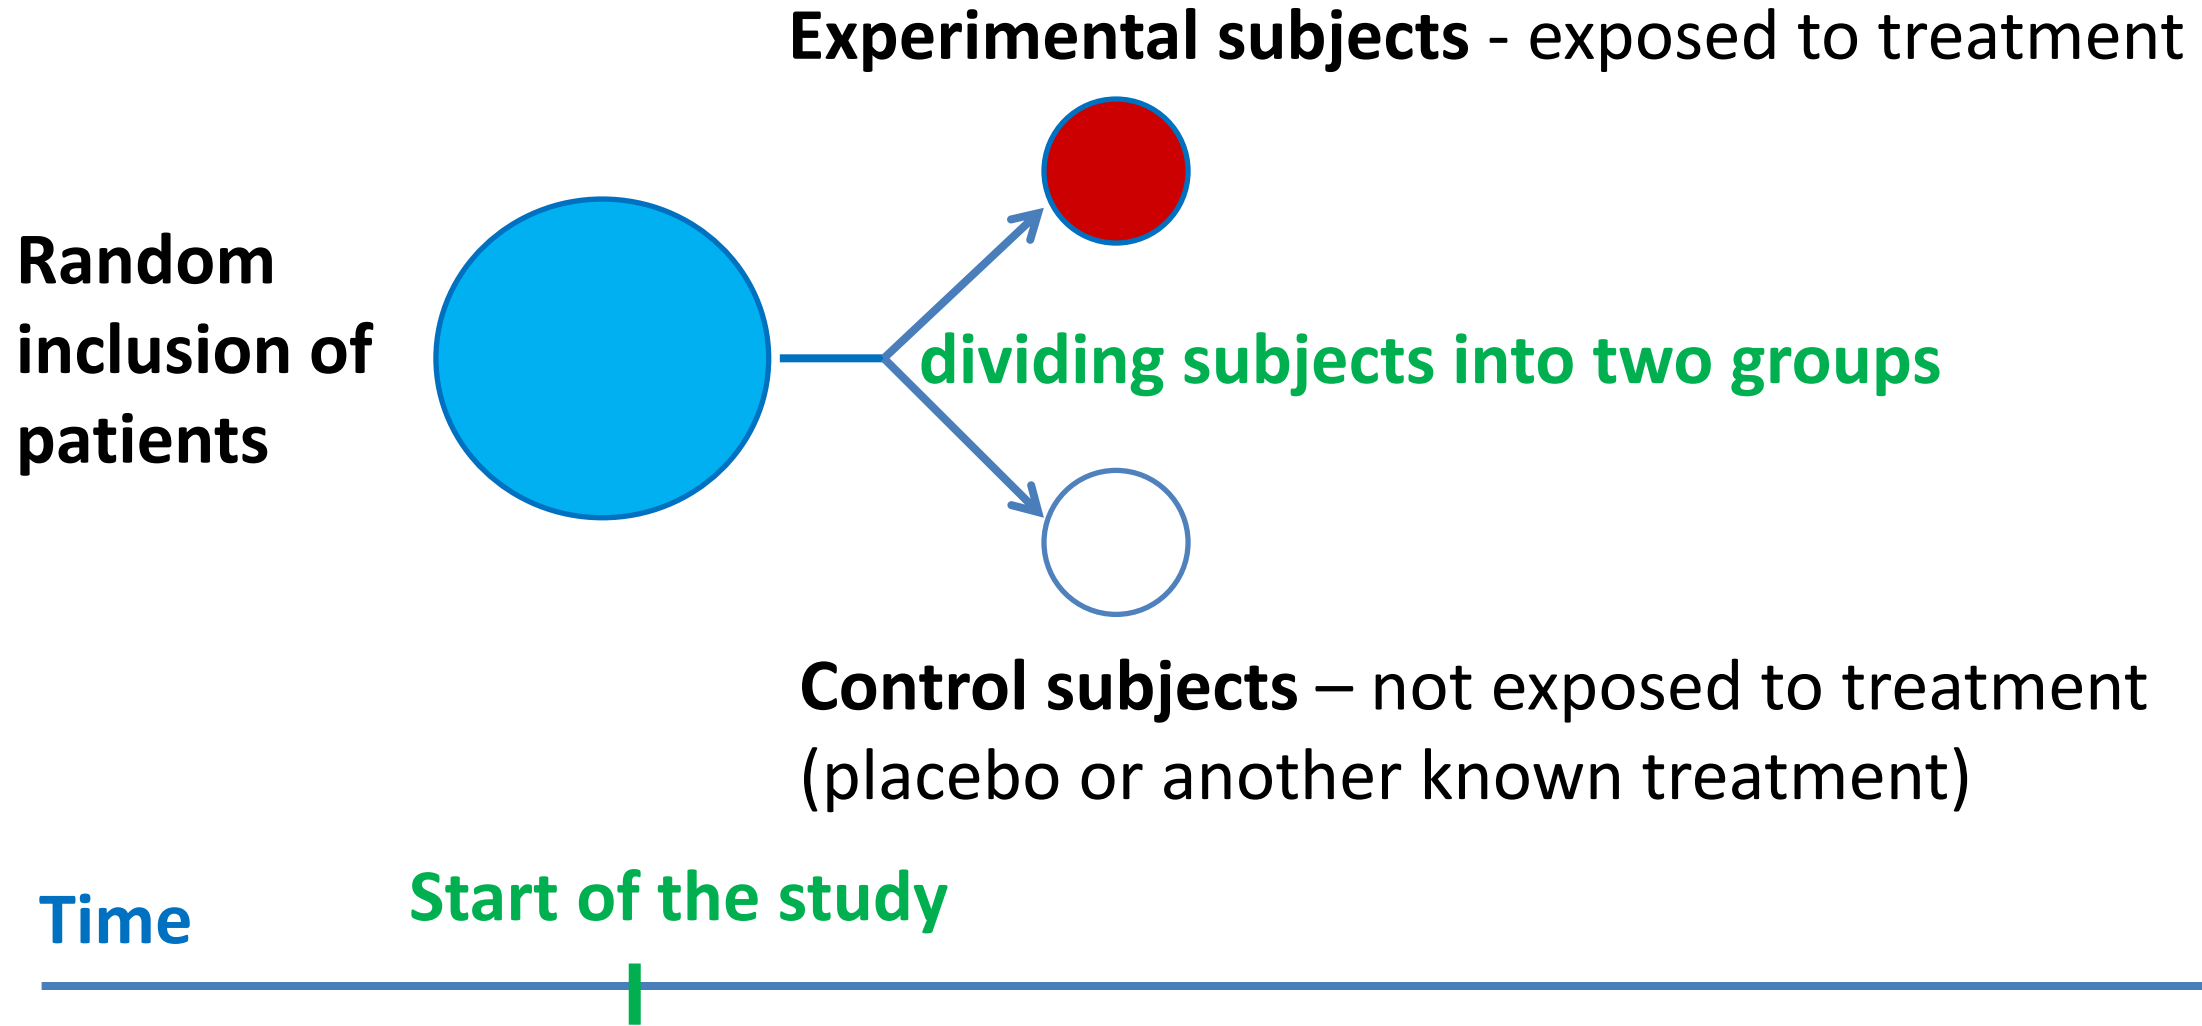 Experimental subjects - exposed to treatment
Random
inclusion of
patients
dividing subjects into two groups
Control subjects – not exposed to treatment
(placebo or another known treatment)
Start of the study
Time